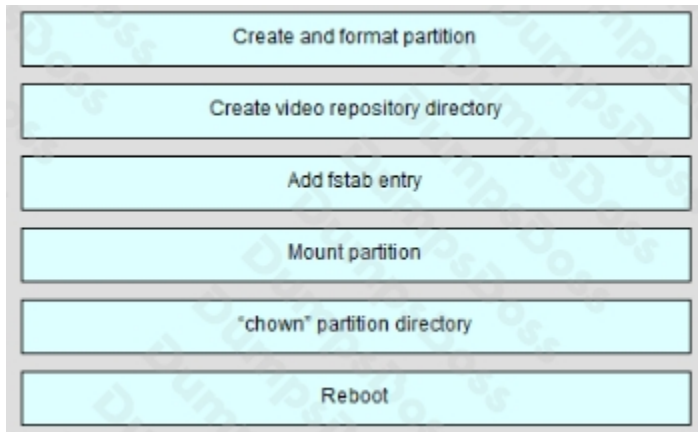 Create and format partition
Create video repository directory
Add fstab entry
Mount partition
"chown" partition directory
Reboot